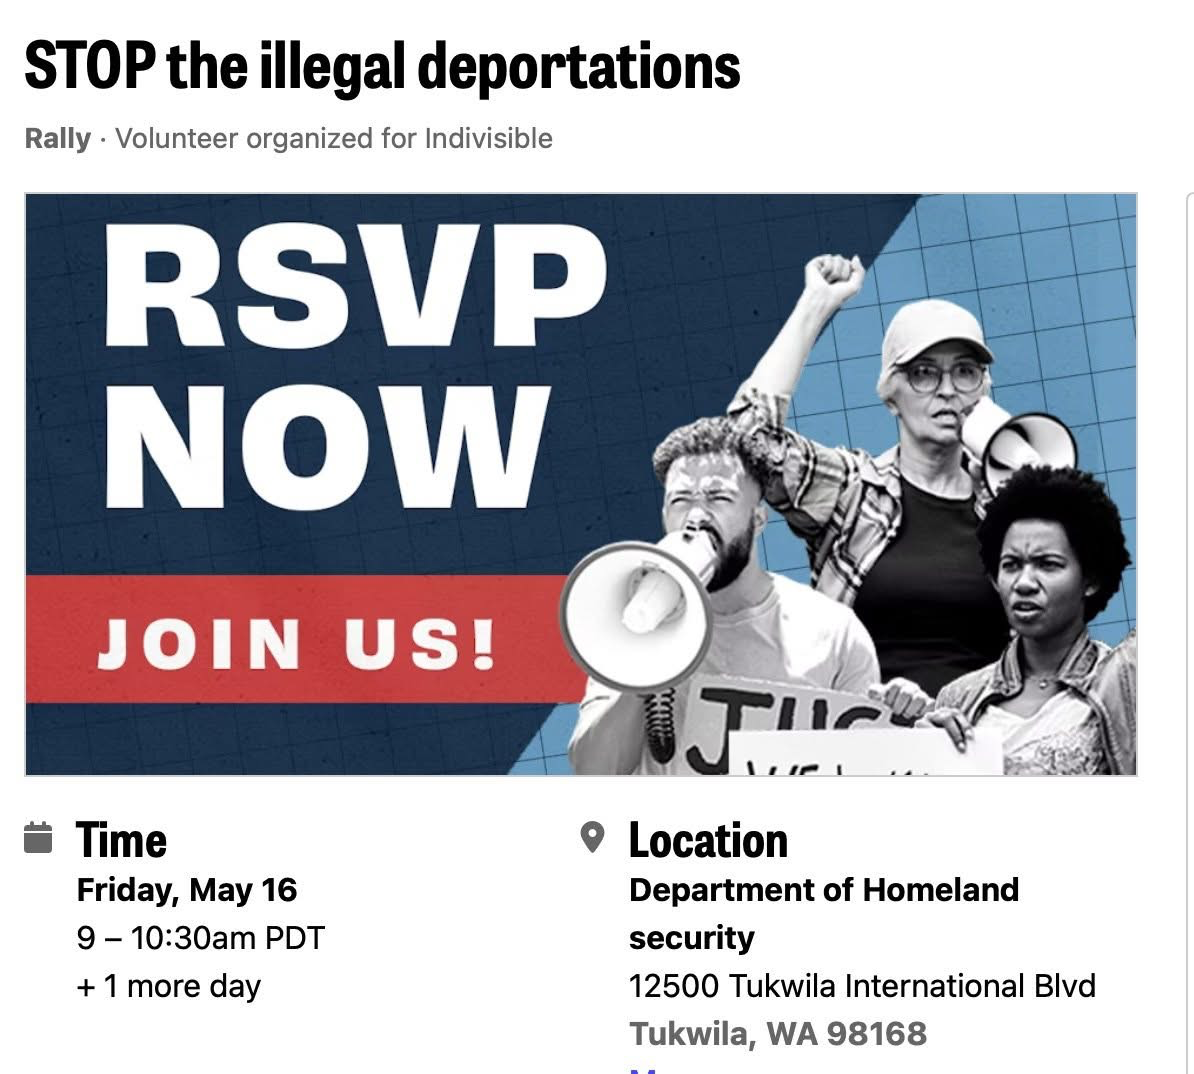 STOP the illegal deportations
Rally · Volunteer organized for Indivisible
RSVP
NOW
JOIN US!
Time
Friday, May 16
9 – 10:30am PDT
+ 1 more day
Location
Department of Homeland
security
12500 Tukwila International Blvd
Tukwila, WA 98168